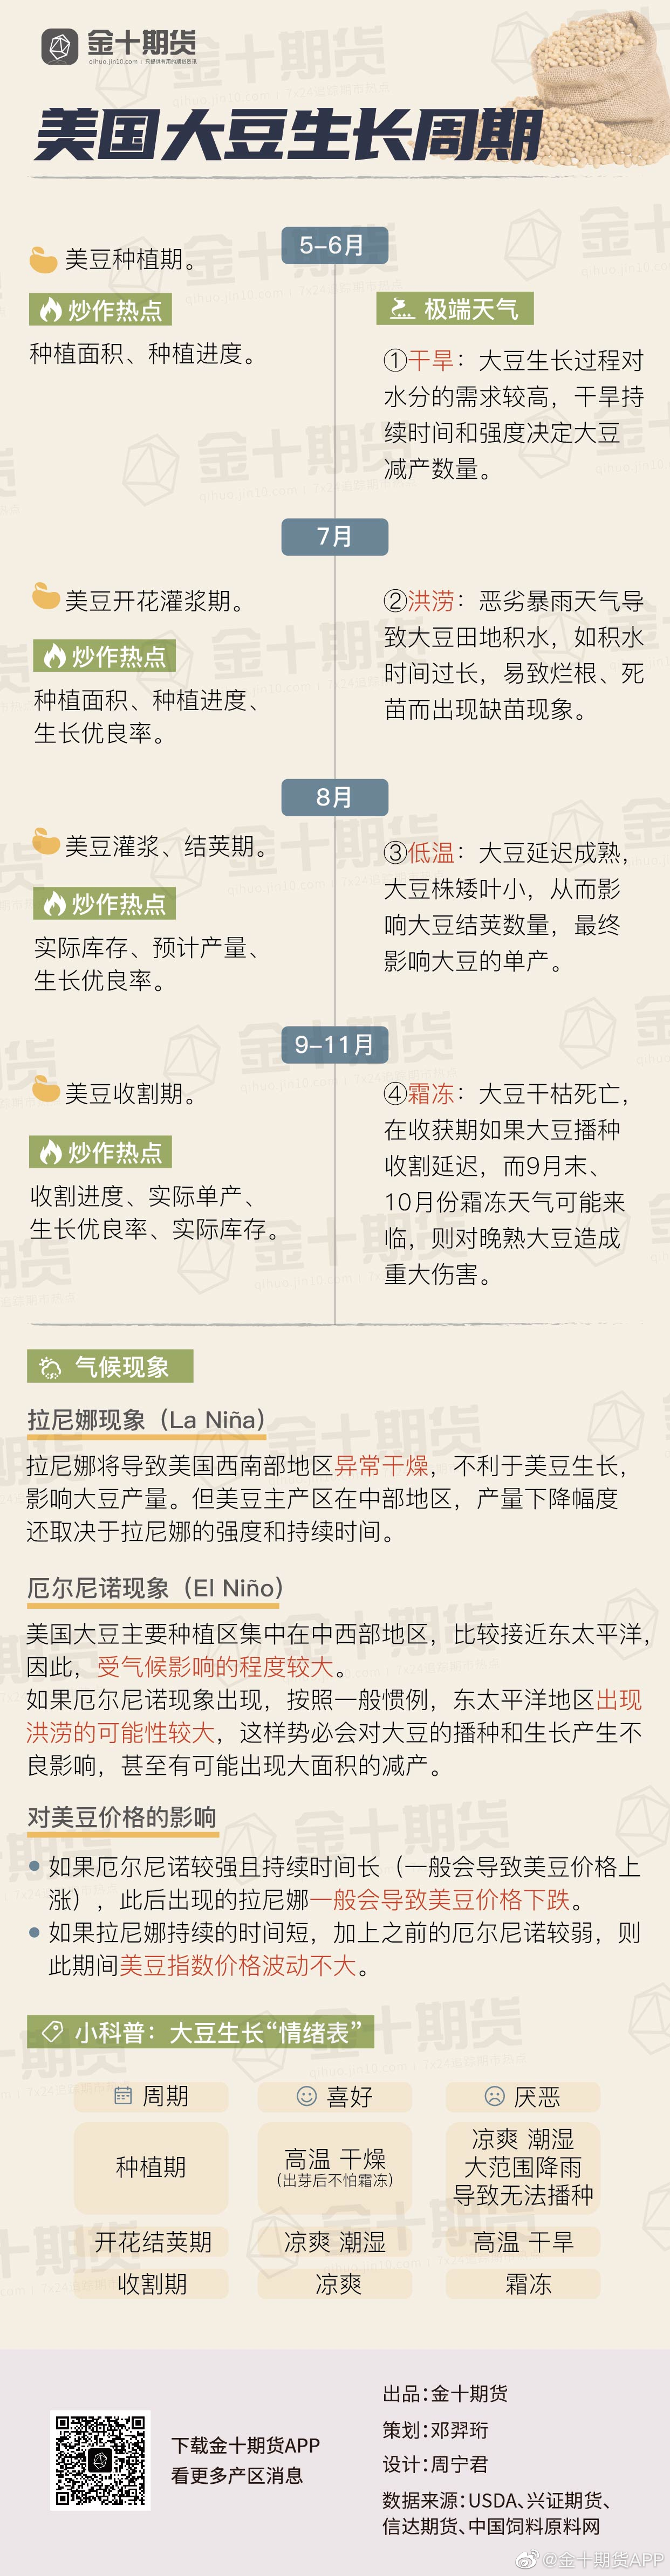 金十期货
qihuo.jin10.com | 只提供有用的期货资讯
美国大豆生长周期
5-6月
美豆种植期。
炒作热点
种植面积、种植进度。
极端天气
①干旱：大豆生长过程对
水分的需求较高，干旱持
续时间和强度决定大豆
减产数量。
7月
美豆开花灌浆期。
炒作热点
种植面积、种植进度、
生长优良率。
②洪涝：恶劣暴雨天气导
致大豆田地积水，如积水
时间过长，易致烂根、死
苗而出现缺苗现象。
8月
美豆灌浆、结荚期。
炒作热点
实际库存、预计产量、
生长优良率。
③低温：大豆延迟成熟，
大豆株矮叶小，从而影
响大豆结荚数量，最终
影响大豆的单产。
9-11月
美豆收割期。
炒作热点
收割进度、实际单产、
生长优良率、实际库存。
④霜冻：大豆干枯死亡，
在收获期如果大豆播种
收割延迟，而9月末、
10月份霜冻天气可能来
临，则对晚熟大豆造成
重大伤害。
气候现象
拉尼娜现象（La Niña）
拉尼娜将导致美国西南部地区异常干燥，不利于美豆生长，
影响大豆产量。但美豆主产区在中部地区，产量下降幅度
还取决于拉尼娜的强度和持续时间。
厄尔尼诺现象（El Niño）
美国大豆主要种植区集中在中西部地区，比较接近东太平洋，
因此，受气候影响的程度较大。
如果厄尔尼诺现象出现，按照一般惯例，东太平洋地区出现
洪涝的可能性较大，这样势必会对大豆的播种和生长产生不
良影响，甚至有可能出现大面积的减产。
对美豆价格的影响
如果厄尔尼诺较强且持续时间长（一般会导致美豆价格上
涨），此后出现的拉尼娜一般会导致美豆价格下跌。
如果拉尼娜持续的时间短，加上之前的厄尔尼诺较弱，则
此期间美豆指数价格波动不大。
小科普：大豆生长“情绪表”
周期 喜好 厌恶
种植期
高温 干燥
(出芽后不怕霜冻)
凉爽 潮湿
大范围降雨
导致无法播种
开花结荚期 凉爽 潮湿 高温 干旱
收割期 凉爽 霜冻
下载金十期货APP
看更多产区消息
出品：金十期货
策划：邓羿珩
设计：周宁君
数据来源：USDA、兴证期货、
信达期货、中国饲料原料网
@金十期货APP